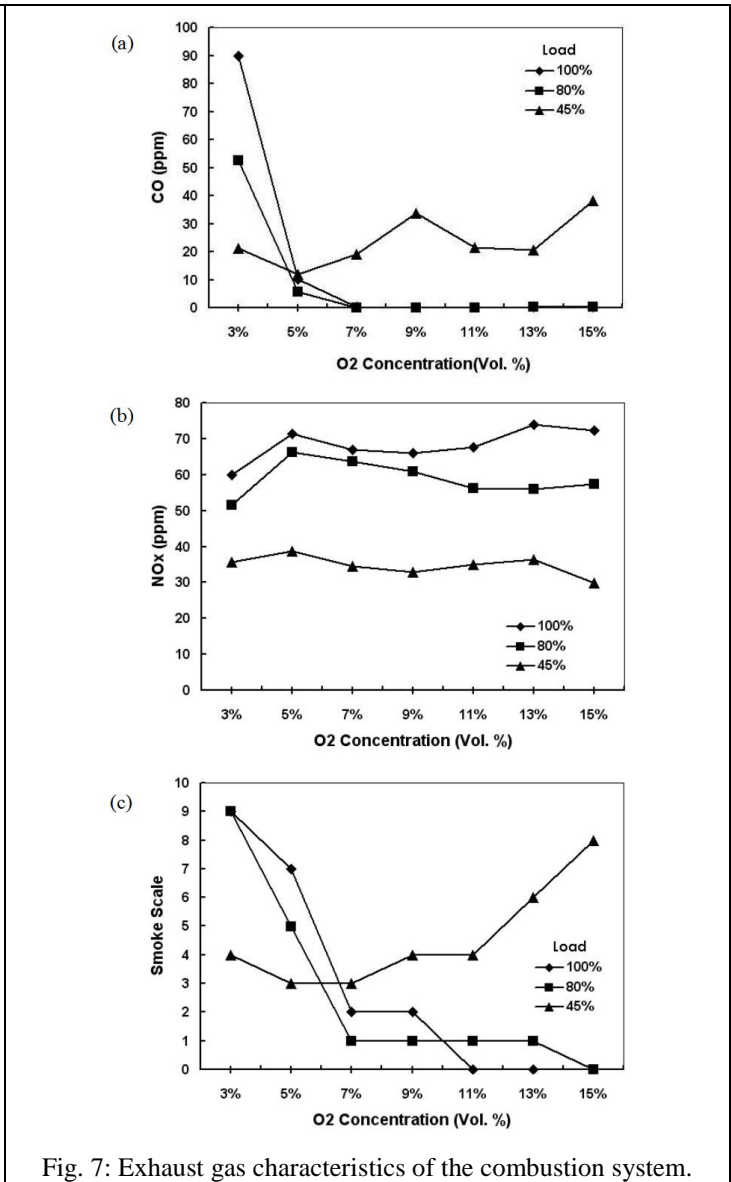 (a)
100
90
80
70
60
50
40
30
20
10
0
CO (ppm)
Load
100%
80%
45%
3% 5% 7% 9% 11% 13% 15%
O2 Concentration(Vol. %)
(b)
80
70
60
50
40
30
20
10
0
NOx (ppm)
100%
80%
45%
3% 5% 7% 9% 11% 13% 15%
O2 Concentration (Vol. %)
(c)
10
9
8
7
6
5
4
3
2
1
0
Smoke Scale
Load
100%
80%
45%
3% 5% 7% 9% 11% 13% 15%
O2 Concentration (Vol. %)
Fig. 7: Exhaust gas characteristics of the combustion system.